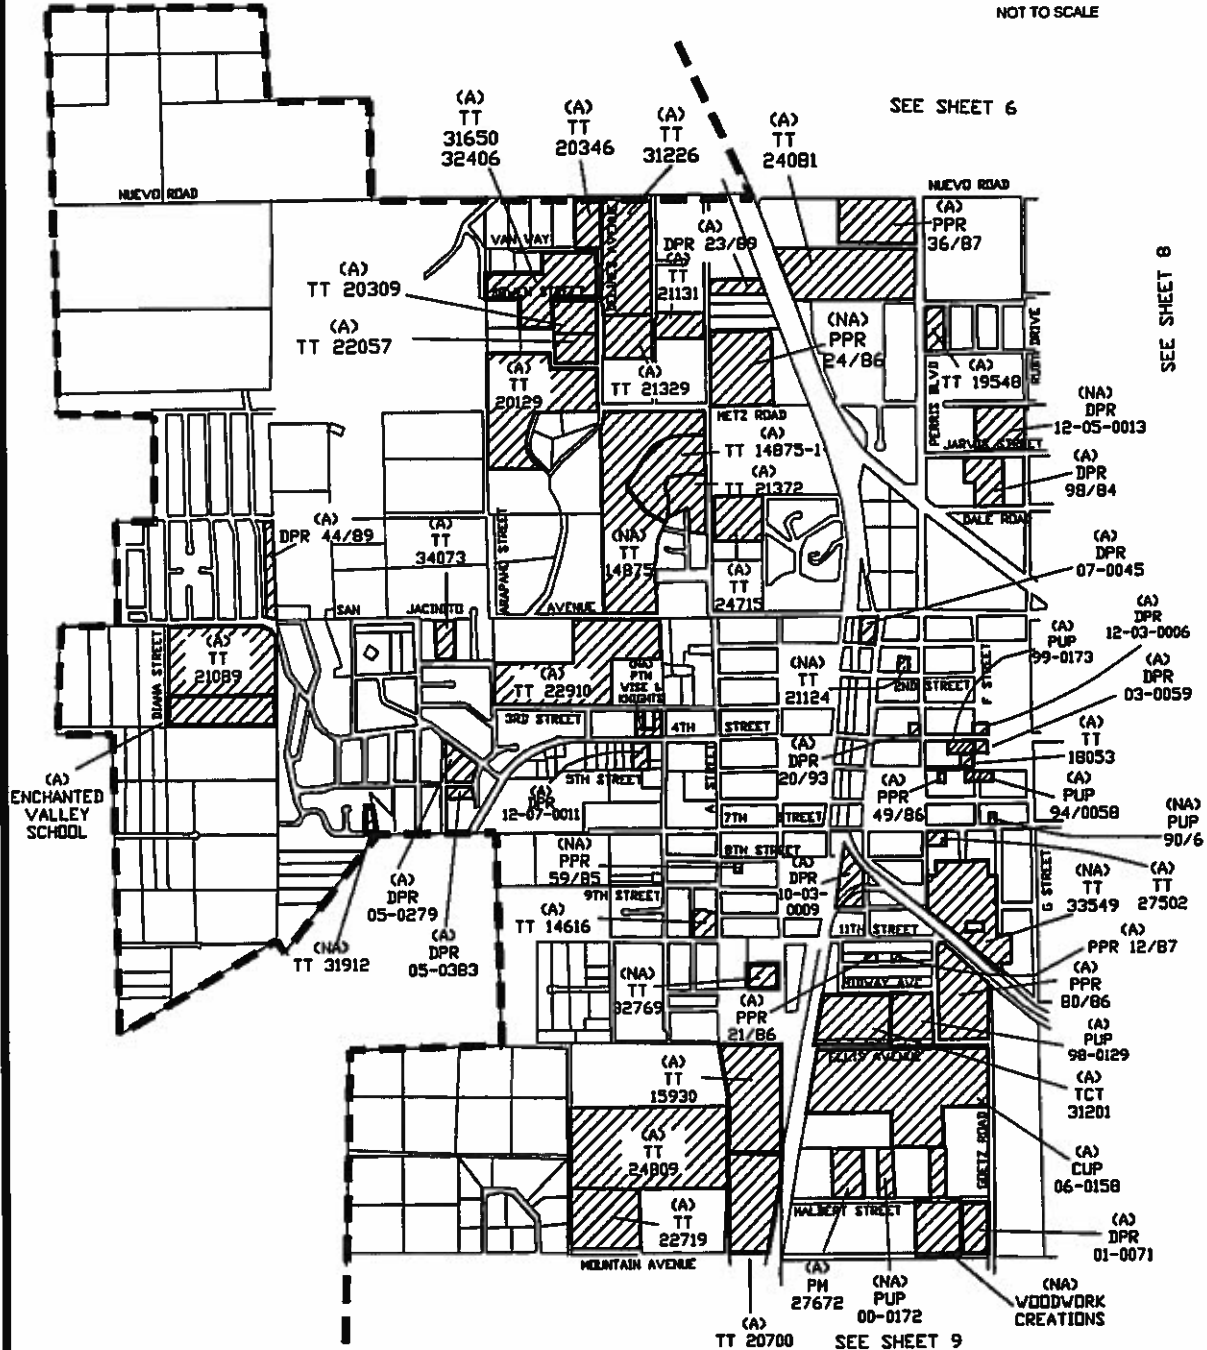 NOT TO SCALE
SEE SHEET 6
(A)
TT
31650
32406
(A)
TT
20346
(A)
TT
31226
(A)
TT
24081
NUEVO ROAD
NUEVO ROAD
(A)
PPR
36/87
VAN WAY
(A)
DPR 23/89
(A)
TT
21131
SEE SHEET 8
(A)
TT 20309
(A)
TT 22057
(NA)
PPR
24/86
PERRIS BLVD
RUBY DRIVE
(A)
TT 19548
(A)
TT
20129
(A)
TT 21329
METZ ROAD
(NA)
DPR
12-05-0013
JARVIS STREET
(A)
TT 14875-1
(A)
TT 21372
(A)
DPR
98/84
DALE ROAD
(A)
DPR 44/89
(A)
TT
34073
ARAPAHO STREET
(NA)
TT
14875
(A)
TT
24715
(A)
DPR
07-0045
SAN JACINTO AVENUE
(A)
DPR
12-03-0006
(A)
PUP
99-0173
DIANA STREET
(A)
TT
21089
(A)
TT 22910
(NA)
PTH
WISE &
KNIGHTS
(NA)
TT
21124
2ND STREET
F STREET
(A)
DPR
03-0059
3RD STREET
4TH STREET
(A)
DPR
20/93
(A)
TT
18053
(A)
ENCHANTED
VALLEY
SCHOOL
5TH STREET
A STREET
(A)
DPR
12-07-0011
(A)
PPR
49/86
(A)
PUP
94/0058
7TH STREET
(NA)
PUP
90/6
(NA)
PPR
59/85
8TH STREET
(A)
DPR
10-03-
0009
G STREET
(A)
DPR
05-0279
9TH STREET
(NA)
TT
33549
(A)
TT
27502
(A)
TT 14616
11TH STREET
(A)
PPR 12/87
(NA)
TT 31912
(A)
DPR
05-0383
(NA)
TT
32769
MIDWAY AVE
(A)
PPR
80/86
(A)
PPR
21/86
ELLIS AVENUE
(A)
PUP
98-0129
(A)
TT
15930
(A)
TCT
31201
(A)
TT
24809
GOETZ ROAD
(A)
CUP
06-0158
(A)
TT
22719
HALBERT STREET
(A)
DPR
01-0071
MOUNTAIN AVENUE
(A)
PM
27672
(NA)
PUP
00-0172
(NA)
WOODWORK
CREATIONS
(A)
TT 20700
SEE SHEET 9